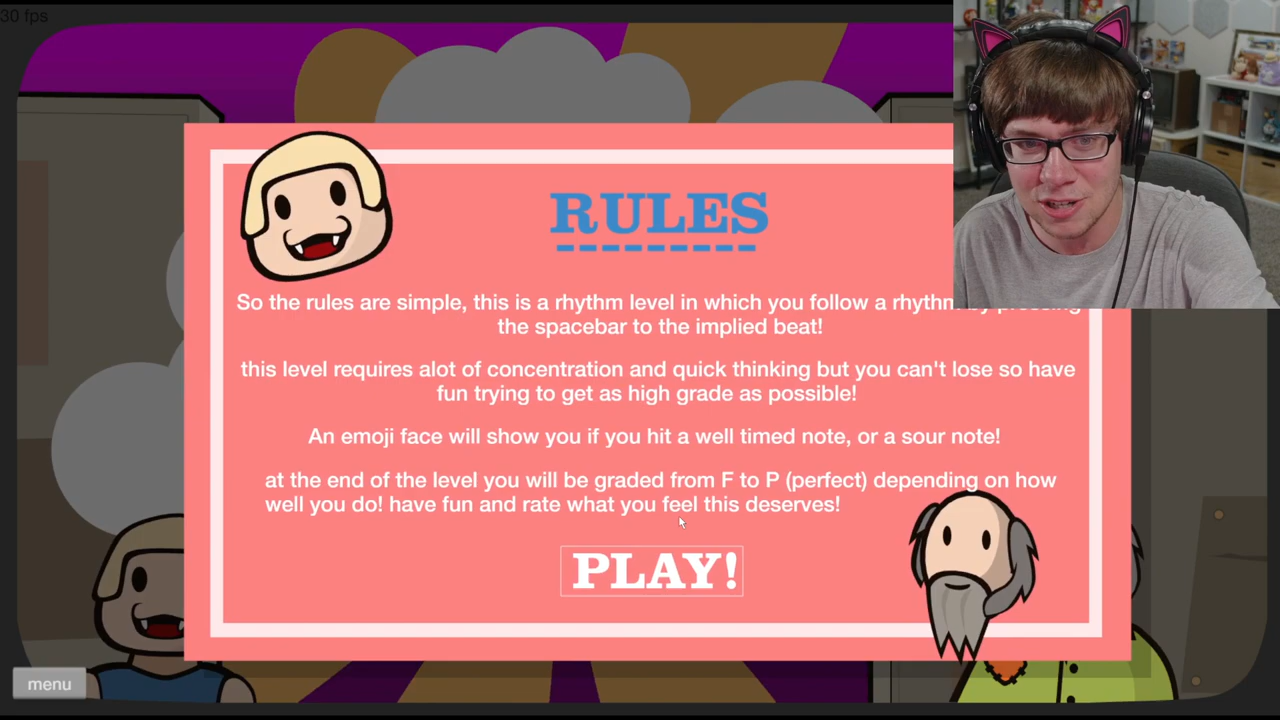 30 fps
RULES
So the rules are simple, this is a rhythm level in which you follow a rhythm by pressing
the spacebar to the implied beat!
this level requires alot of concentration and quick thinking but you can't lose so have
fun trying to get as high grade as possible!
An emoji face will show you if you hit a well timed note, or a sour note!
at the end of the level you will be graded from F to P (perfect) depending on how
well you do! have fun and rate what you feel this deserves!
PLAY!
menu